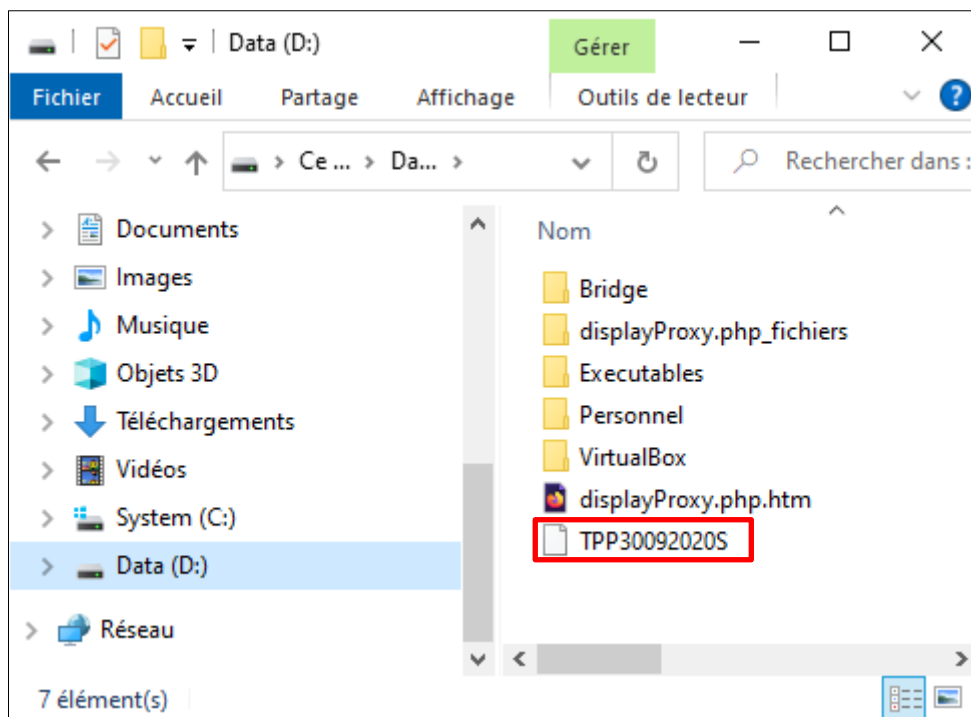 Data (D:)
Gérer
Fichier Accueil Partage Affichage Outils de lecteur ?
Ce ... Da... Rechercher dans :
Documents
Images
Musique
Objets 3D
Téléchargements
Vidéos
System (C:)
Data (D:)
Réseau
Nom
Bridge
displayProxy.php_fichiers
Executables
Personnel
VirtualBox
displayProxy.php.htm
TPP30092020S
7 élément(s)